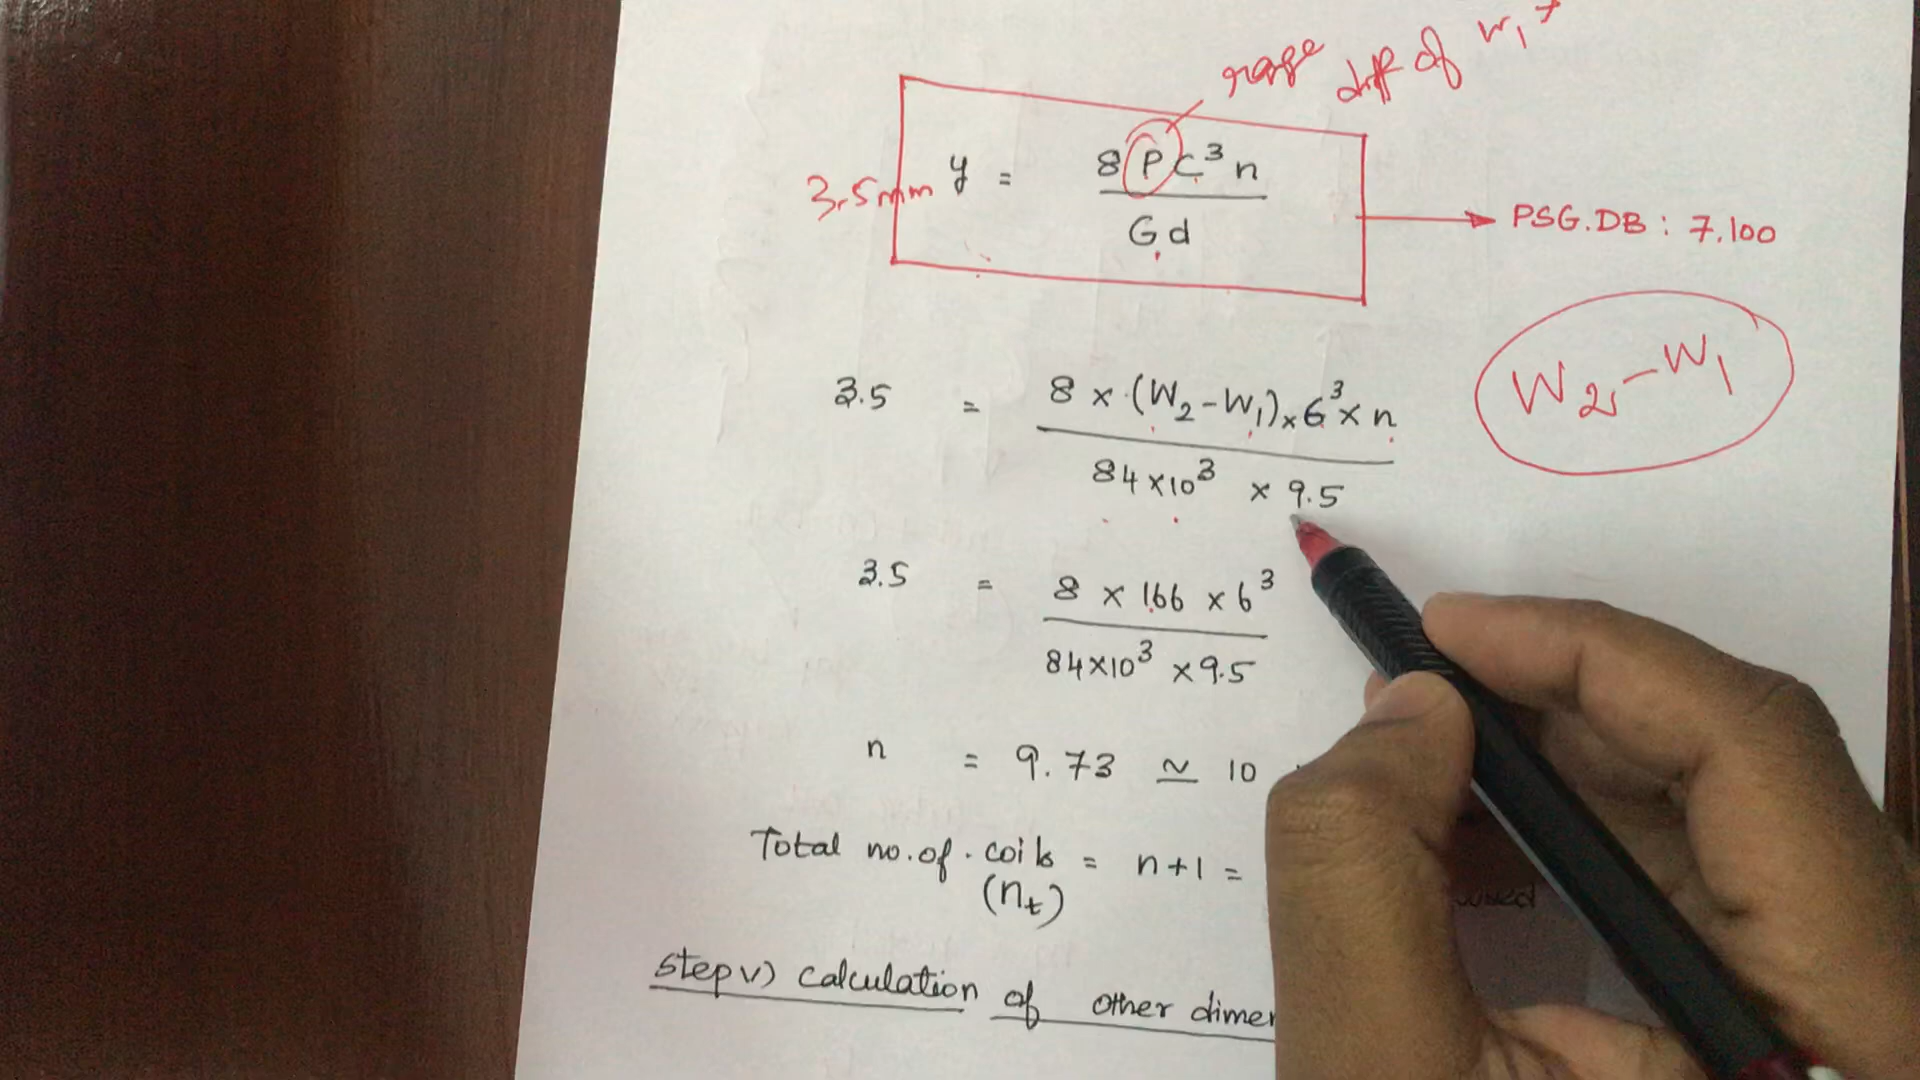 range diff of W₁
3.5mm y = 8PC³n / Gd → PSG.DB : 7.100
W₂-W₁
3.5 = 8 × (W₂-W₁) × 6³ × n / 84×10³ × 9.5
3.5 = 8 × 166 × 6³ / 84×10³ × 9.5
n = 9.73 ≃ 10
Total no. of. coils = n+1 =
(nₜ)
step v) calculation of other